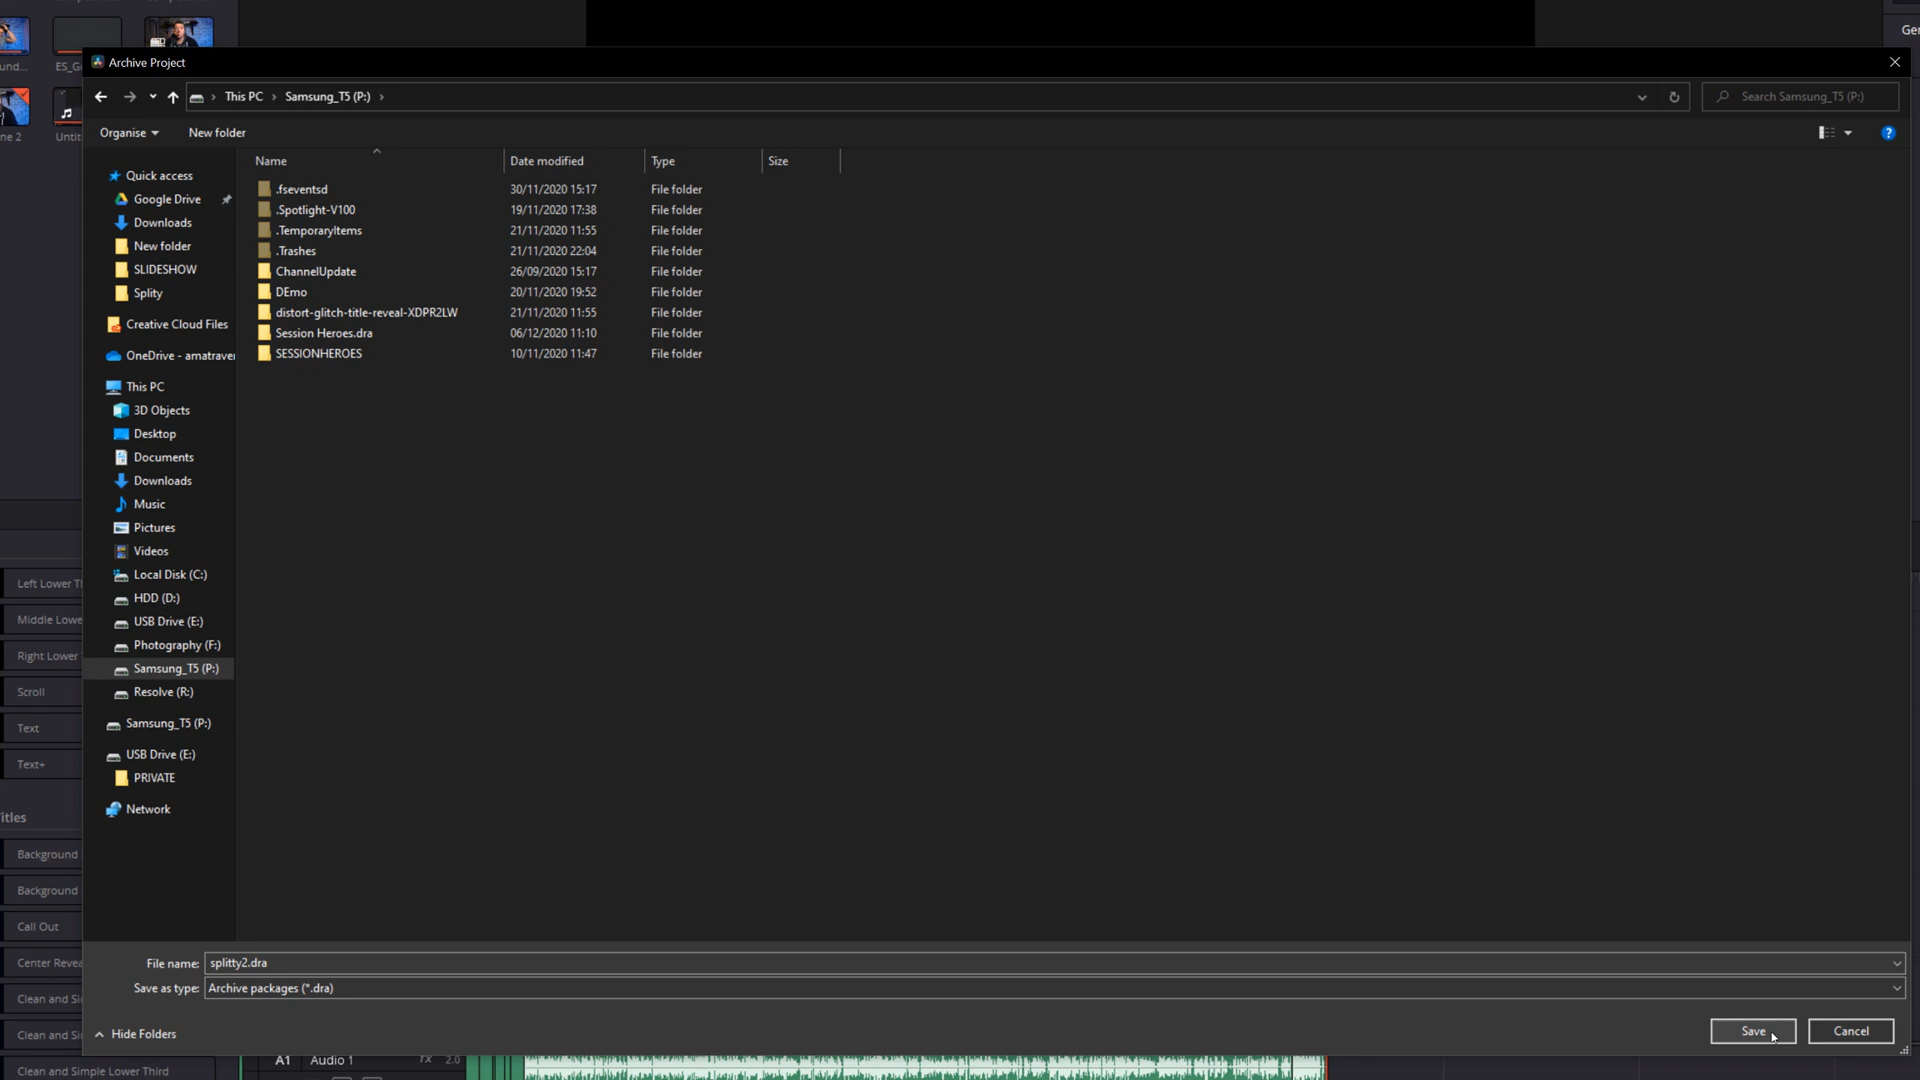 Gen
und...
ES_Go
Archive Project
This PC
Samsung_T5 (P:)
Search Samsung_T5 (P:)
ne 2
Untit
Organise
New folder
Name
Date modified
Type
Size
Quick access
Google Drive
Downloads
New folder
SLIDESHOW
Splity
Creative Cloud Files
OneDrive - amatraver
This PC
3D Objects
Desktop
Documents
Downloads
Music
Pictures
Videos
Local Disk (C:)
HDD (D:)
USB Drive (E:)
Photography (F:)
Samsung_T5 (P:)
Resolve (R:)
Samsung_T5 (P:)
USB Drive (E:)
PRIVATE
Network
.fseventsd 30/11/2020 15:17 File folder
.Spotlight-V100 19/11/2020 17:38 File folder
.TemporaryItems 21/11/2020 11:55 File folder
.Trashes 21/11/2020 22:04 File folder
ChannelUpdate 26/09/2020 15:17 File folder
DEmo 20/11/2020 19:52 File folder
distort-glitch-title-reveal-XDPR2LW 21/11/2020 11:55 File folder
Session Heroes.dra 06/12/2020 11:10 File folder
SESSIONHEROES 10/11/2020 11:47 File folder
Left Lower Th
Middle Lowe
Right Lower
Scroll
Text
Text+
itles
Background
Background
Call Out
Center Revea
Clean and Si
Clean and Si
Clean and Simple Lower Third
File name: splitty2.dra
Save as type: Archive packages (*.dra)
Hide Folders
Save
Cancel
A1 Audio 1 fx 2.0